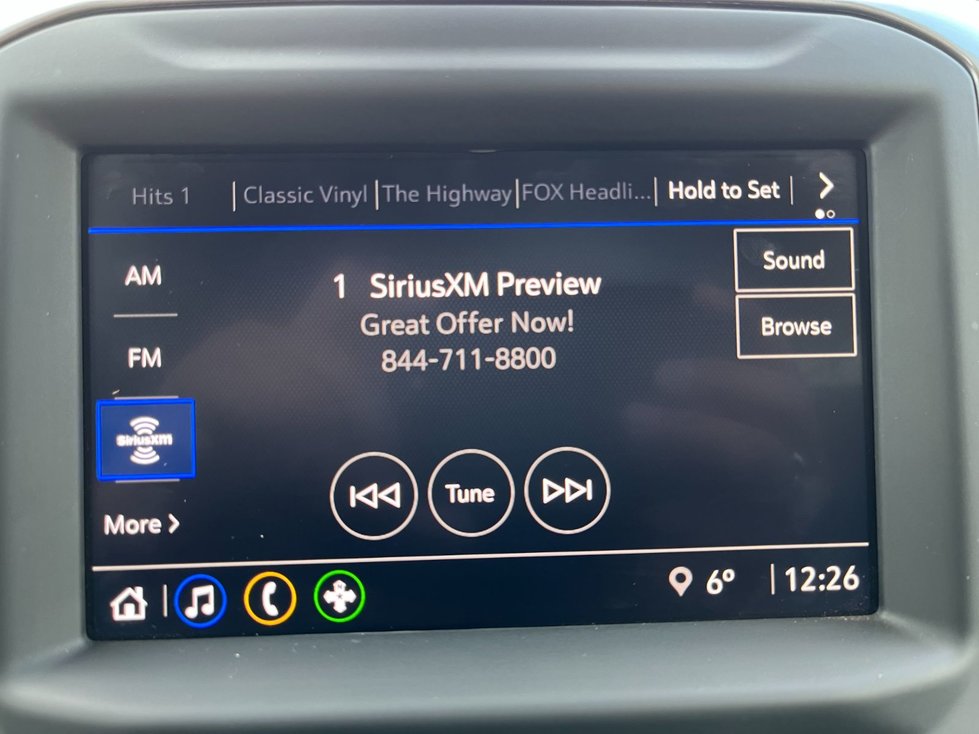 Hits 1 | Classic Vinyl | The Highway | FOX Headli... | Hold to Set | >
AM
FM
SiriusXM
More >
1 SiriusXM Preview
Great Offer Now!
844-711-8800
Tune
Sound
Browse
6° | 12:26